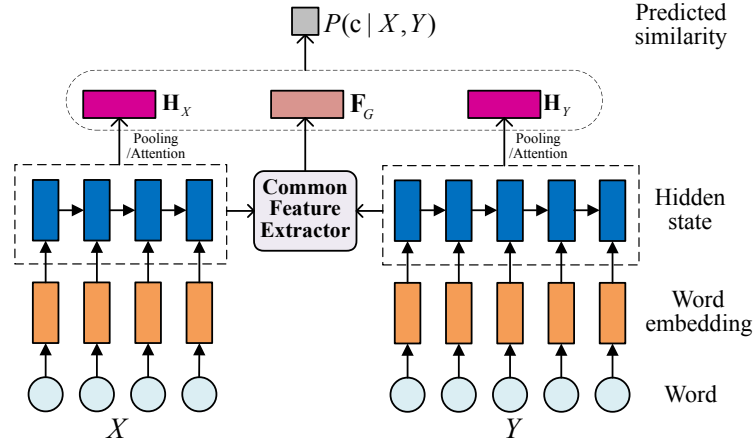 P(c | X, Y)
Predicted
similarity
H_X
F_G
H_Y
Pooling
/Attention
Pooling
/Attention
Common
Feature
Extractor
Hidden
state
Word
embedding
Word
X
Y